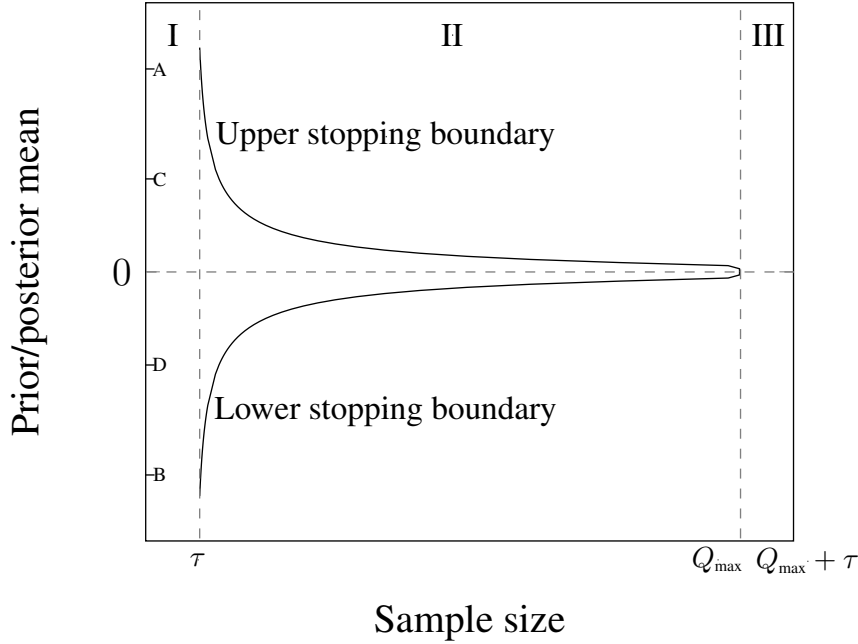 I II III
A
Upper stopping boundary
C
0
D
Lower stopping boundary
B
Prior/posterior mean
τ Q_max Q_max + τ
Sample size